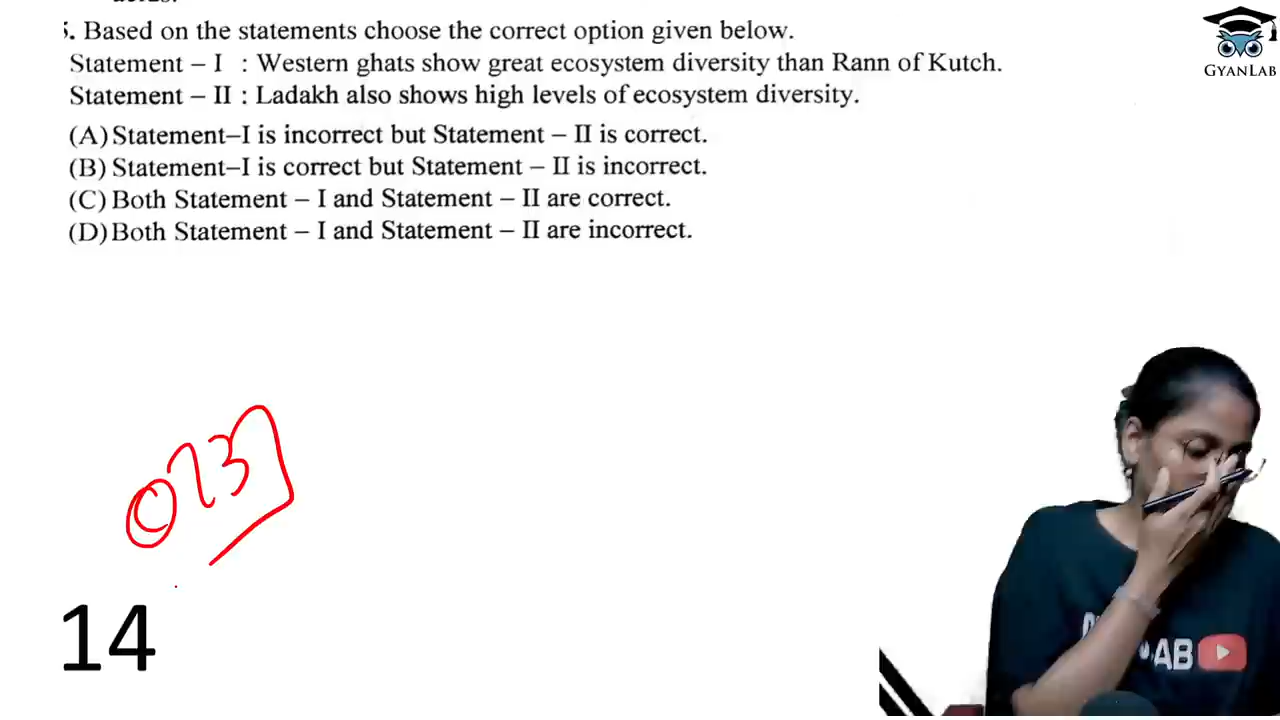 5. Based on the statements choose the correct option given below.
Statement – I : Western ghats show great ecosystem diversity than Rann of Kutch.
Statement – II : Ladakh also shows high levels of ecosystem diversity.
(A) Statement–I is incorrect but Statement – II is correct.
(B) Statement–I is correct but Statement – II is incorrect.
(C) Both Statement – I and Statement – II are correct.
(D) Both Statement – I and Statement – II are incorrect.
14
GYANLAB
AB